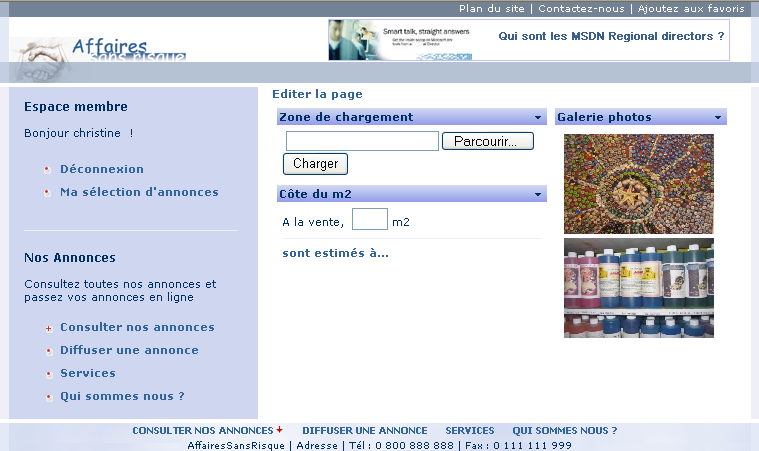 Plan du site | Contactez-nous | Ajoutez aux favoris
Affaires
sans risque
Smart talk, straight answers
Qui sont les MSDN Regional directors ?
Espace membre
Bonjour christine !
Déconnexion
Ma sélection d'annonces
Nos Annonces
Consultez toutes nos annonces et
passez vos annonces en ligne
Consulter nos annonces
Diffuser une annonce
Services
Qui sommes nous ?
Editer la page
Zone de chargement
Parcourir...
Charger
Côte du m2
A la vente, m2
sont estimés à...
Galerie photos
CONSULTER NOS ANNONCES
DIFFUSER UNE ANNONCE
SERVICES
QUI SOMMES NOUS ?
AffairesSansRisque | Adresse | Tél : 0 800 888 888 | Fax : 0 111 111 999